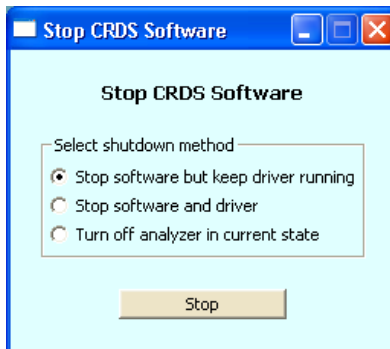 Stop CRDS Software
Stop CRDS Software
Select shutdown method
Stop software but keep driver running
Stop software and driver
Turn off analyzer in current state
Stop